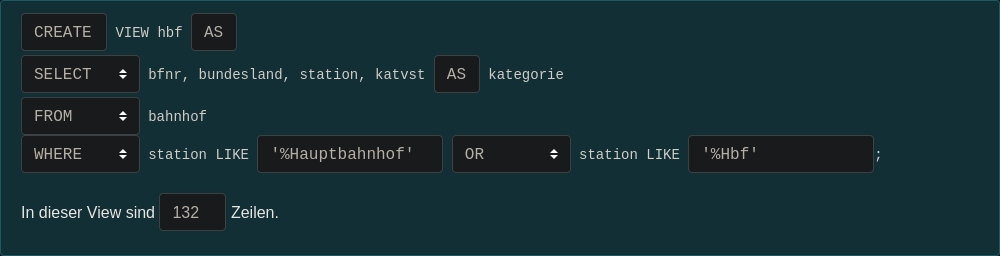 CREATE VIEW hbf AS
SELECT bfnr, bundesland, station, katvst AS kategorie
FROM bahnhof
WHERE station LIKE '%Hauptbahnhof' OR station LIKE '%Hbf';
In dieser View sind 132 Zeilen.